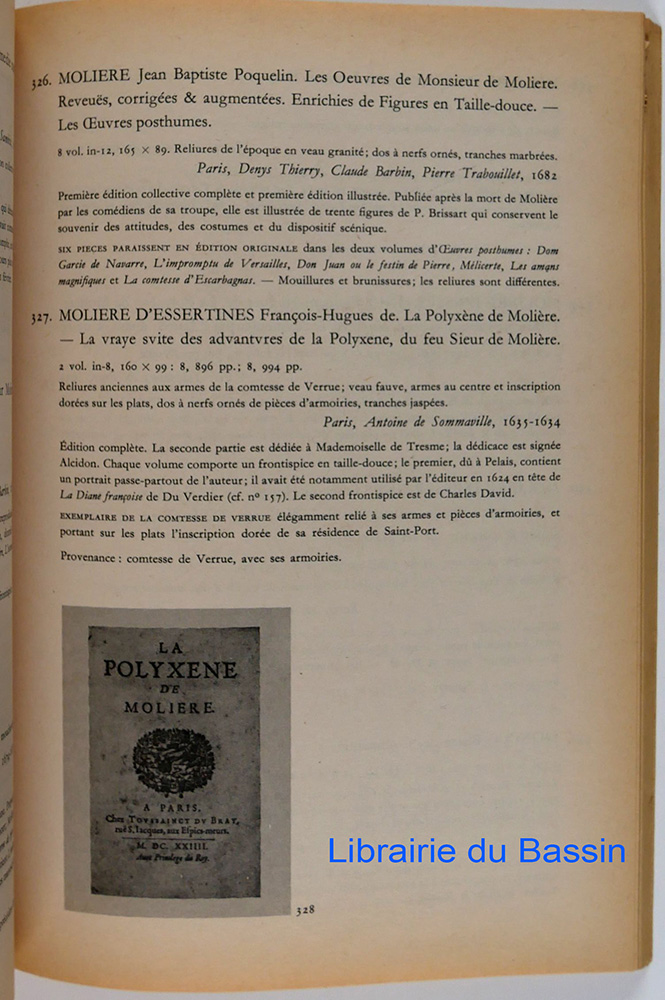 326. MOLIERE Jean Baptiste Poquelin. Les Oeuvres de Monsieur de Moliere.
Reveuës, corrigées & augmentées. Enrichies de Figures en Taille-douce. —
Les Œuvres posthumes.
8 vol. in-12, 165 × 89. Reliures de l'époque en veau granité; dos à nerfs ornés, tranches marbrées.
Paris, Denys Thierry, Claude Barbin, Pierre Trabouillet, 1682
Première édition collective complète et première édition illustrée. Publiée après la mort de Molière
par les comédiens de sa troupe, elle est illustrée de trente figures de P. Brissart qui conservent le
souvenir des attitudes, des costumes et du dispositif scénique.
SIX PIECES PARAISSENT EN ÉDITION ORIGINALE dans les deux volumes d'Œuvres posthumes : Dom
Garcie de Navarre, L'impromptu de Versailles, Don Juan ou le festin de Pierre, Mélicerte, Les amans
magnifiques et La comtesse d'Escarbagnas. — Mouillures et brunissures; les reliures sont différentes.
327. MOLIERE D'ESSERTINES François-Hugues de. La Polyxène de Molière.
— La vraye svite des advantvres de la Polyxene, du feu Sieur de Molière.
2 vol. in-8, 160 × 99 : 8, 896 pp.; 8, 994 pp.
Reliures anciennes aux armes de la comtesse de Verrue; veau fauve, armes au centre et inscription
dorées sur les plats, dos à nerfs ornés de pièces d'armoiries, tranches jaspées.
Paris, Antoine de Sommaville, 1635-1634
Édition complète. La seconde partie est dédiée à Mademoiselle de Tresme; la dédicace est signée
Alcidon. Chaque volume comporte un frontispice en taille-douce; le premier, dû à Pelais, contient
un portrait passe-partout de l'auteur; il avait été notamment utilisé par l'éditeur en 1624 en tête de
La Diane françoise de Du Verdier (cf. nº 157). Le second frontispice est de Charles David.
EXEMPLAIRE DE LA COMTESSE DE VERRUE élégamment relié à ses armes et pièces d'armoiries, et
portant sur les plats l'inscription dorée de sa résidence de Saint-Port.
Provenance : comtesse de Verrue, avec ses armoiries.
LA
POLYXENE
DE
MOLIERE.
A PARIS,
Chez TOVSSAINCT DV BRAY,
ruë S. Iacques, aux Espics-meurs.
M. DC. XXIIII.
Auec Priuilege du Roy.
Librairie du Bassin
328